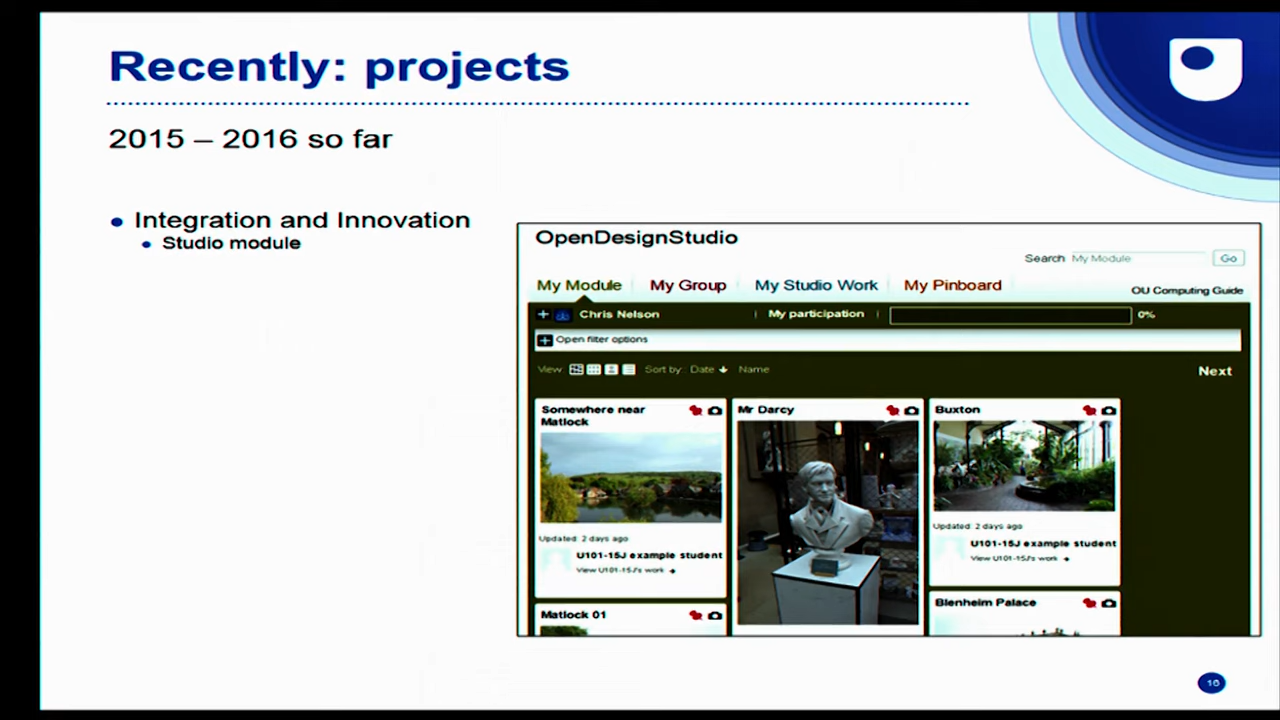 Recently: projects
2015 – 2016 so far
Integration and Innovation
Studio module
OpenDesignStudio
Search My Module Go
My Module My Group My Studio Work My Pinboard
OU Computing Guide
Chris Nelson My participation 0%
Open filter options
View Sort by Date Name
Next
Somewhere near
Matlock
Updated 2 days ago
U101-15J example student
View U101-15J's work
Matlock 01
Mr Darcy
Buxton
Updated 2 days ago
U101-15J example student
View U101-15J's work
Blenheim Palace
16